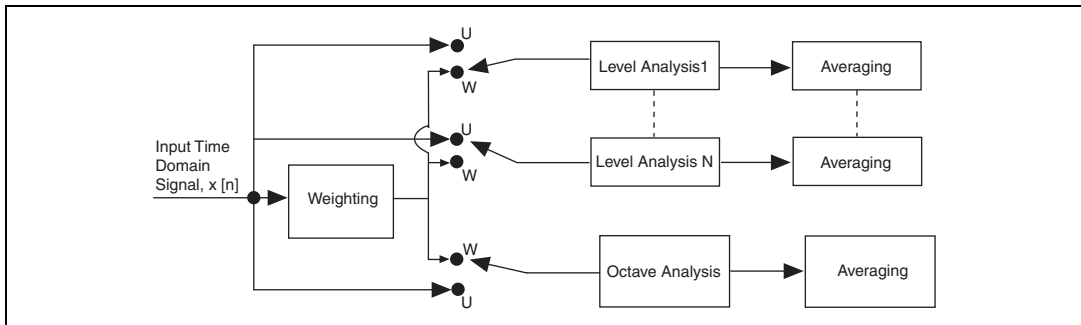 U
W
Level Analysis1
Averaging
U
W
Level Analysis N
Averaging
Input Time
Domain
Signal, x [n]
Weighting
W
U
Octave Analysis
Averaging